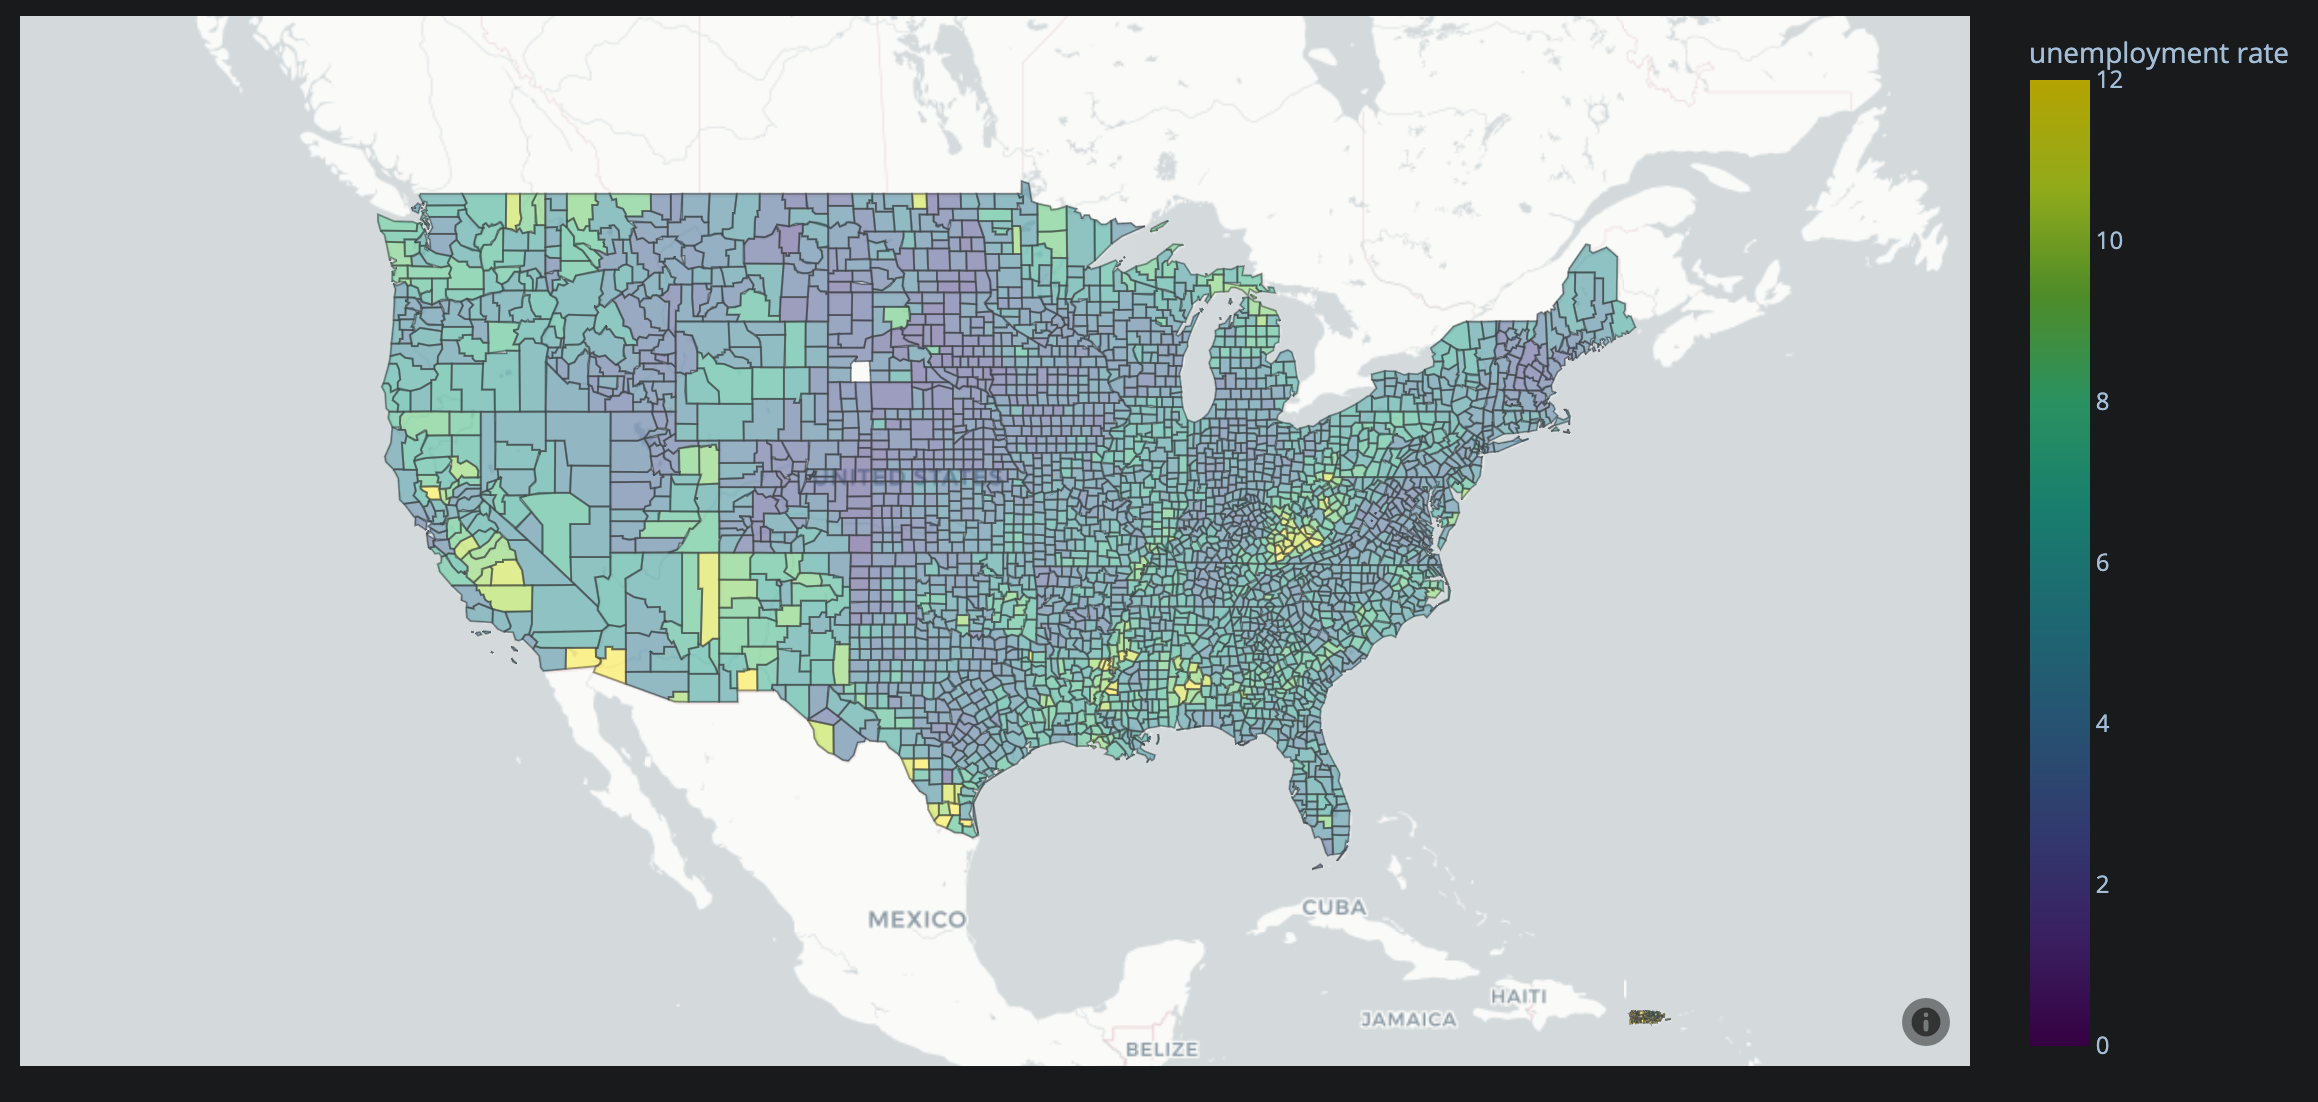 unemployment rate
12
10
8
6
4
2
0
UNITED STATES
MEXICO
CUBA
HAITI
JAMAICA
BELIZE